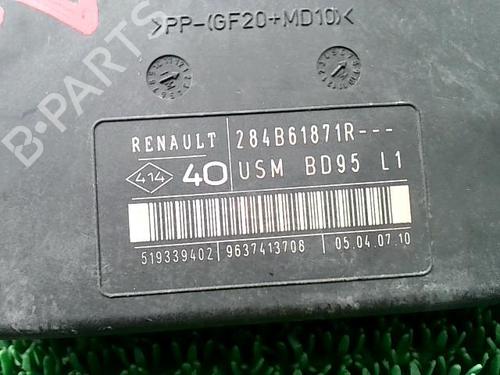 >PP-(GF20+MD10)<
B-PARTS
RENAULT 284B61871R---
414 40 USM BD95 L1
519339402 9637413708 05.04.07.10